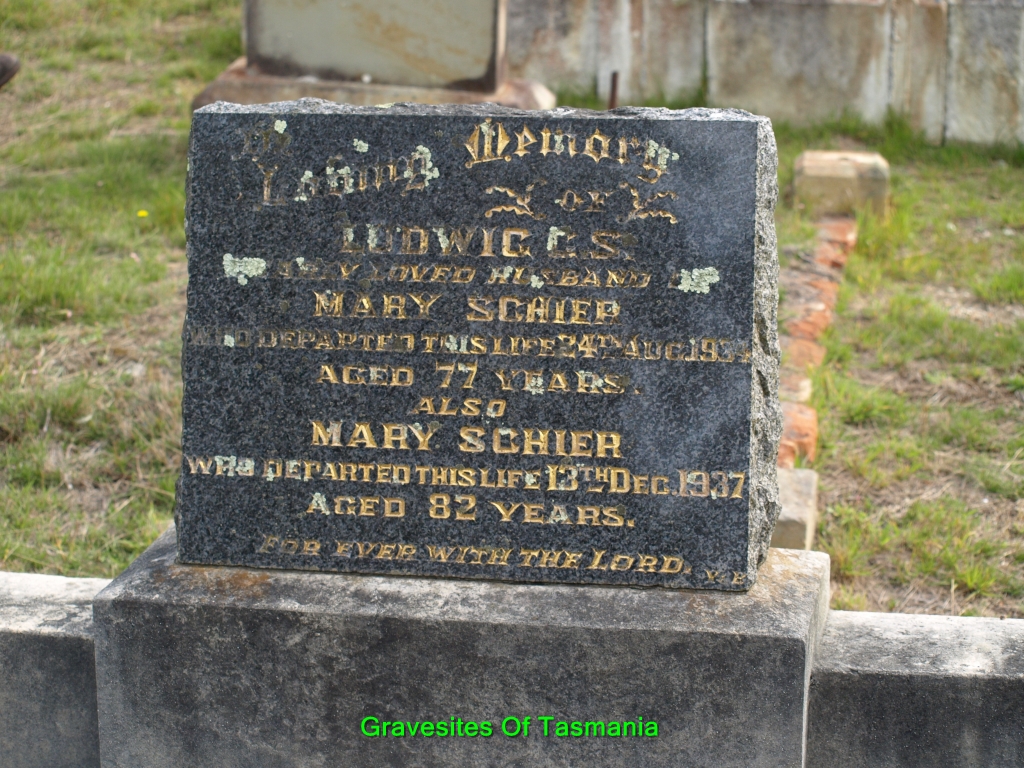 In Loving Memory
of
LUDWIG C.S.
DEARLY LOVED HUSBAND OF
MARY SCHIER
WHO DEPARTED THIS LIFE 24TH AUG. 1934
AGED 77 YEARS.
ALSO
MARY SCHIER
WHO DEPARTED THIS LIFE 13TH DEC. 1937
AGED 82 YEARS.
FOR EVER WITH THE LORD.
Gravesites Of Tasmania